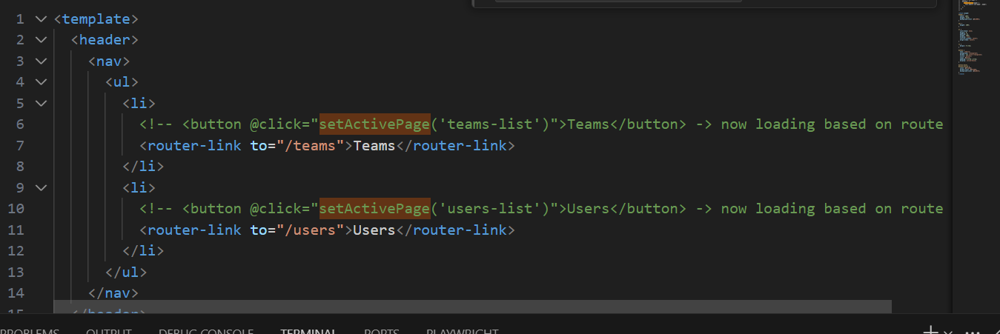 1 <template>
2 <header>
3 <nav>
4 <ul>
5 <li>
6 <!-- <button @click="setActivePage('teams-list')">Teams</button> -> now loading based on route
7 <router-link to="/teams">Teams</router-link>
8 </li>
9 <li>
10 <!-- <button @click="setActivePage('users-list')">Users</button> -> now loading based on route
11 <router-link to="/users">Users</router-link>
12 </li>
13 </ul>
14 </nav>
15 </header>
PROBLEMS OUTPUT DEBUG CONSOLE TERMINAL PORTS PLAYWRIGHT